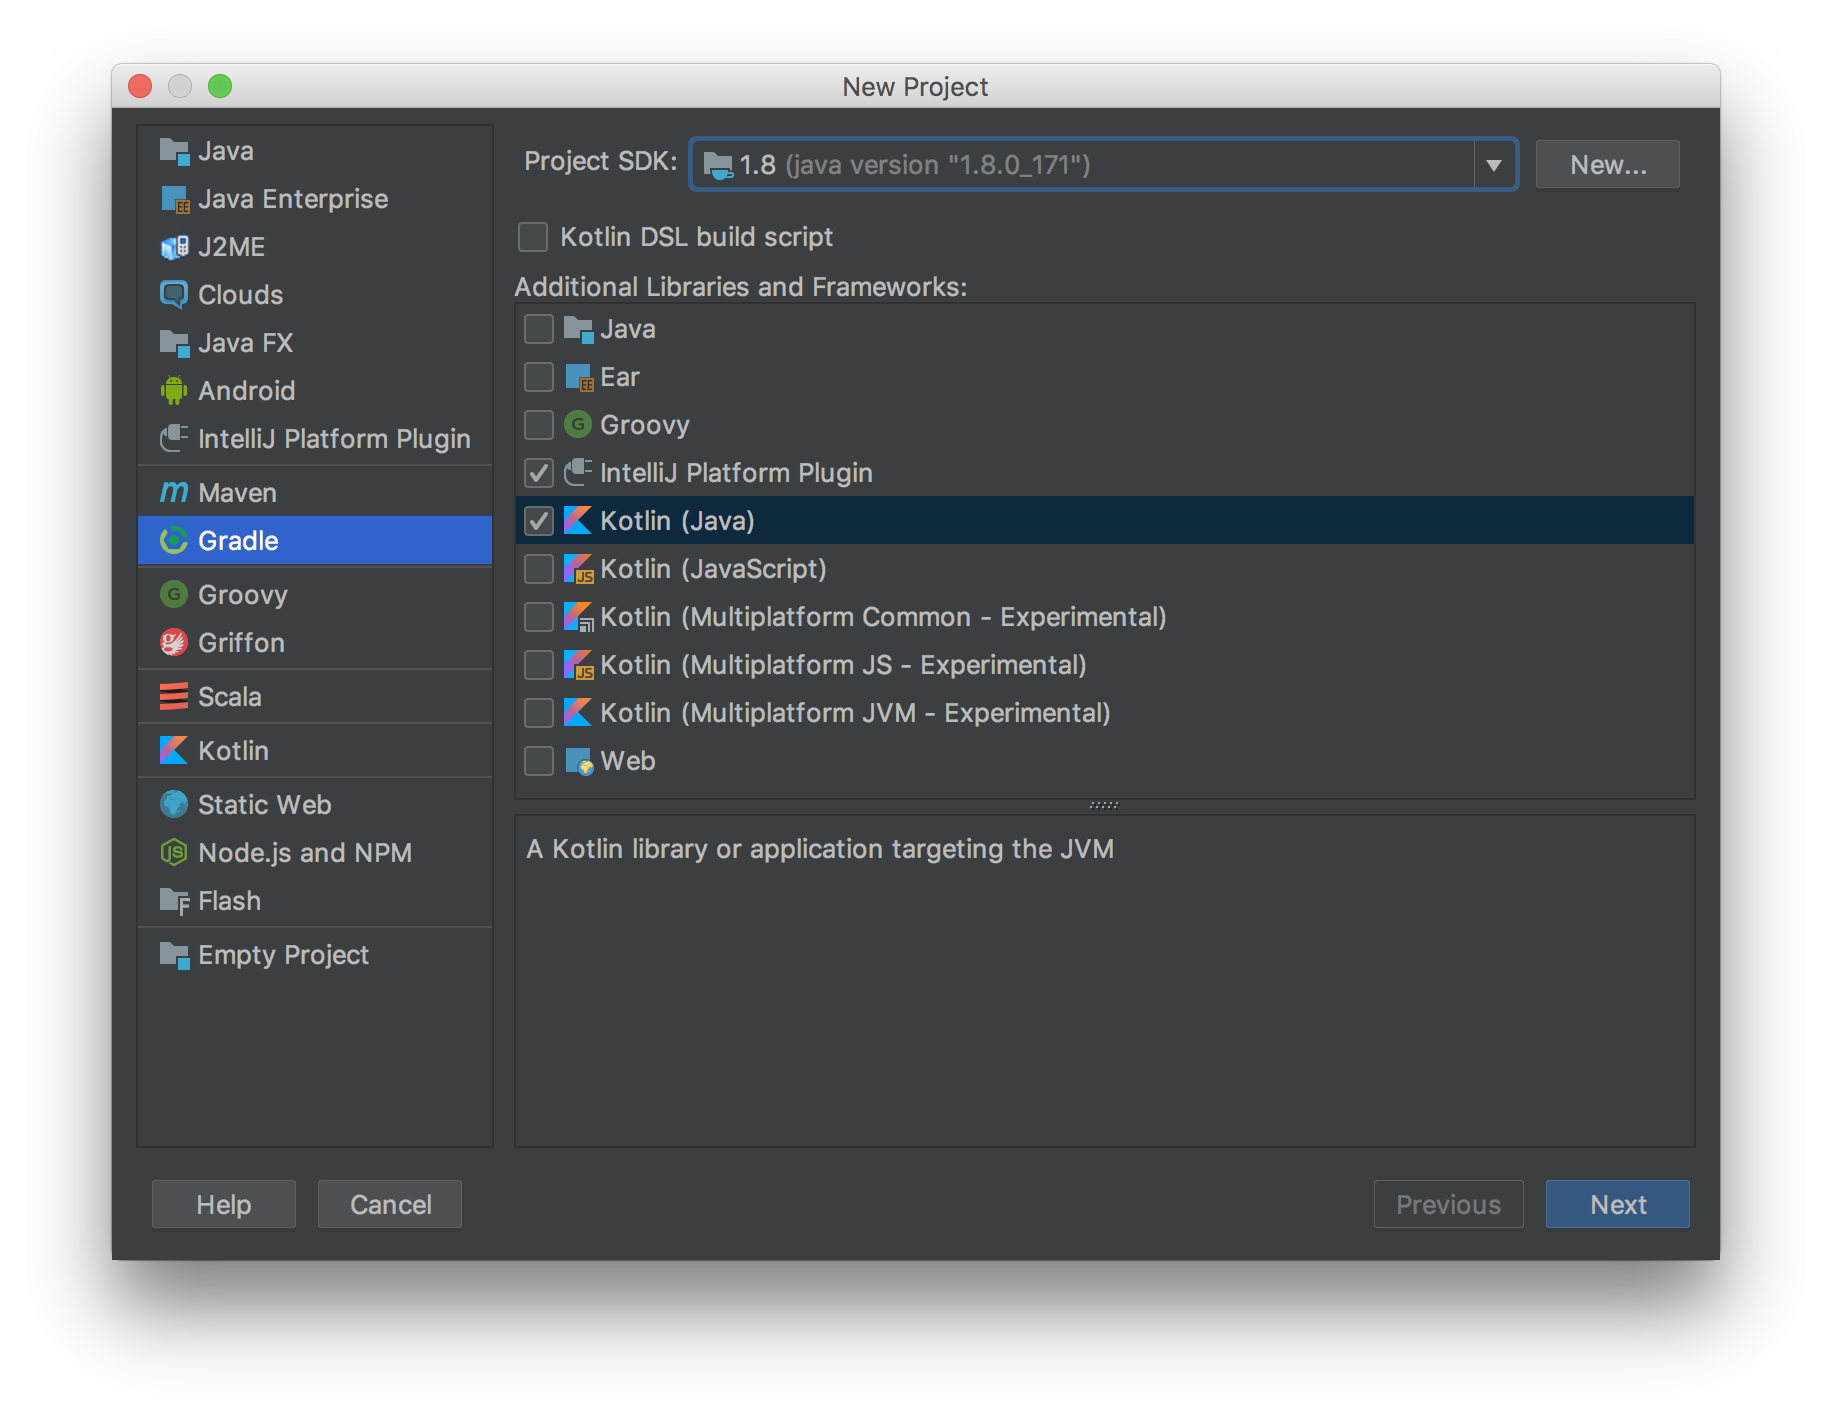 New Project
Java
Java Enterprise
J2ME
Clouds
Java FX
Android
IntelliJ Platform Plugin
Maven
Gradle
Groovy
Griffon
Scala
Kotlin
Static Web
Node.js and NPM
Flash
Empty Project
Project SDK: 1.8 (java version "1.8.0_171") New...
Kotlin DSL build script
Additional Libraries and Frameworks:
Java
Ear
Groovy
IntelliJ Platform Plugin
Kotlin (Java)
Kotlin (JavaScript)
Kotlin (Multiplatform Common - Experimental)
Kotlin (Multiplatform JS - Experimental)
Kotlin (Multiplatform JVM - Experimental)
Web
A Kotlin library or application targeting the JVM
Help Cancel Previous Next